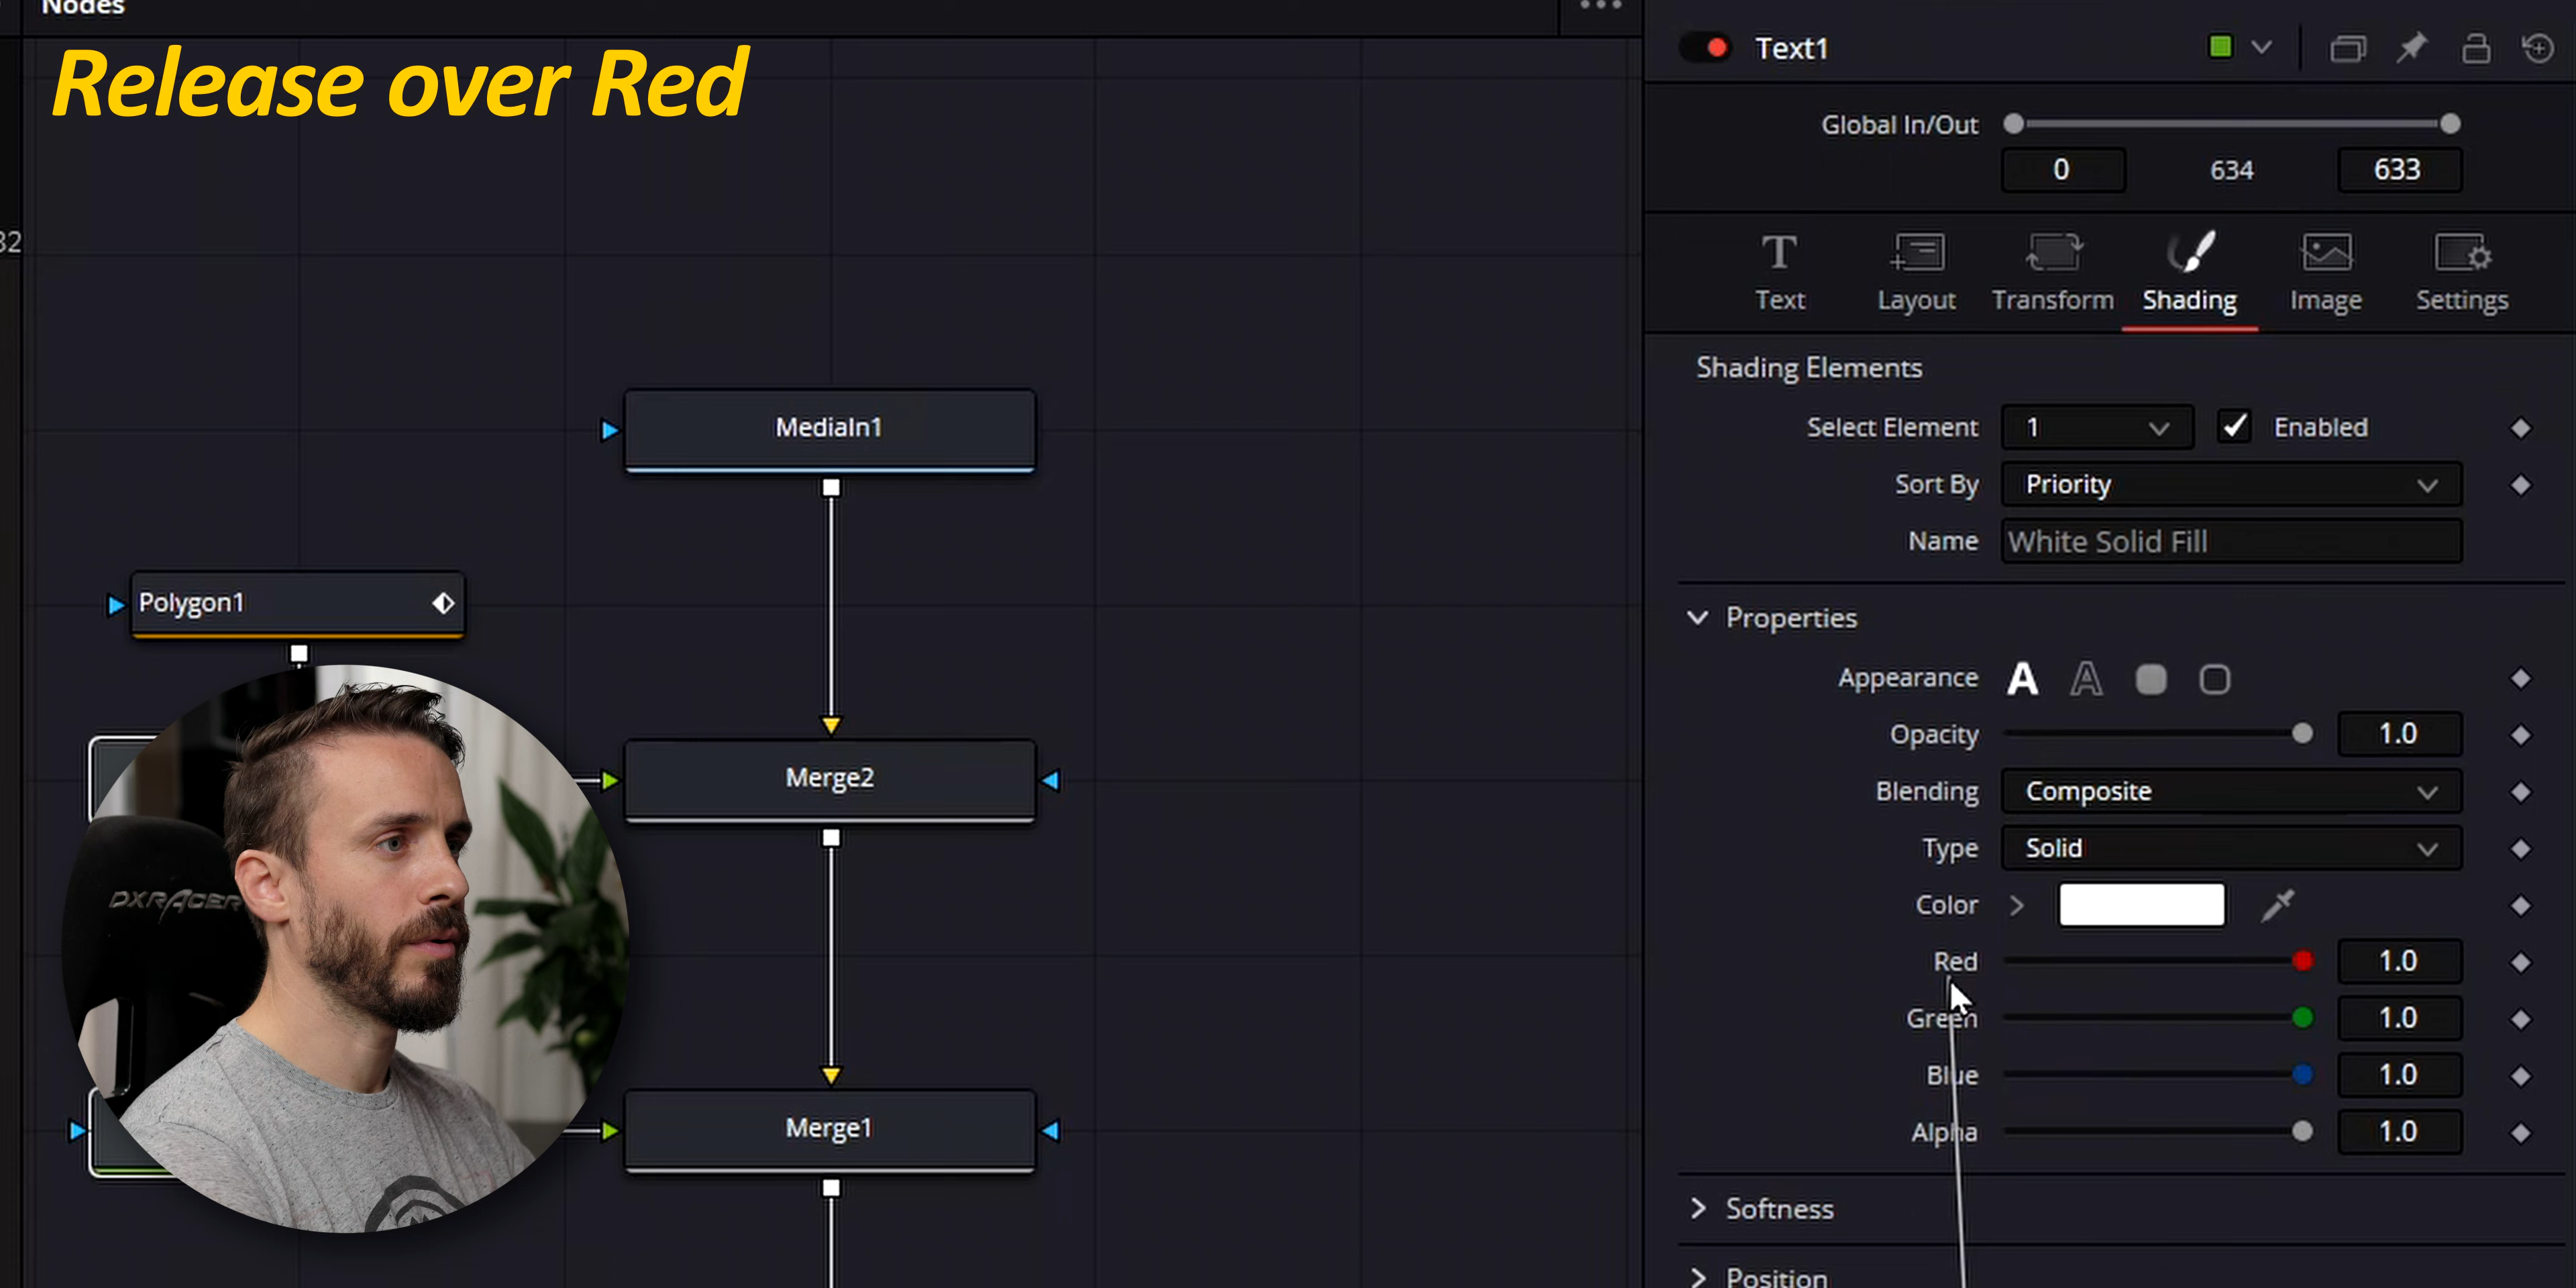 Nodes
Release over Red
32
MediaIn1
Polygon1
Merge2
Merge1
DXRACER
Text1
Global In/Out
0 634 633
Text Layout Transform Shading Image Settings
Shading Elements
Select Element 1 Enabled
Sort By Priority
Name White Solid Fill
Properties
Appearance A A
Opacity 1.0
Blending Composite
Type Solid
Color
Red 1.0
Green 1.0
Blue 1.0
Alpha 1.0
Softness
Position